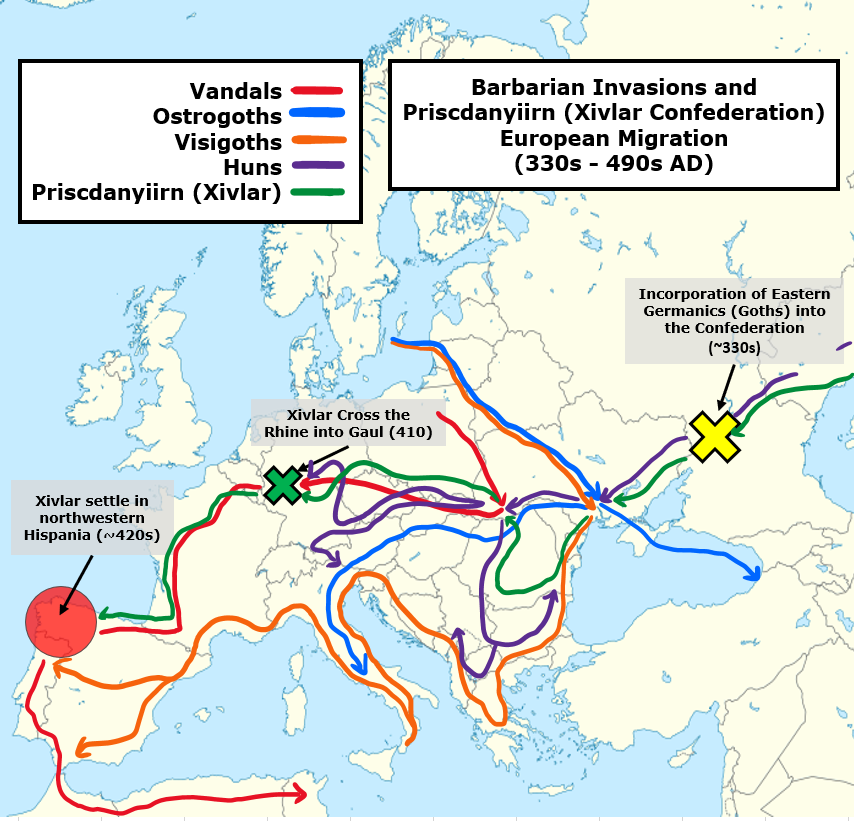 Vandals
Ostrogoths
Visigoths
Huns
Priscdanyiirn (Xivlar)
Barbarian Invasions and
Priscdanyiirn (Xivlar Confederation)
European Migration
(330s - 490s AD)
Incorporation of Eastern
Germanics (Goths) into
the Confederation
(~330s)
Xivlar Cross the
Rhine into Gaul (410)
Xivlar settle in
northwestern
Hispania (~420s)